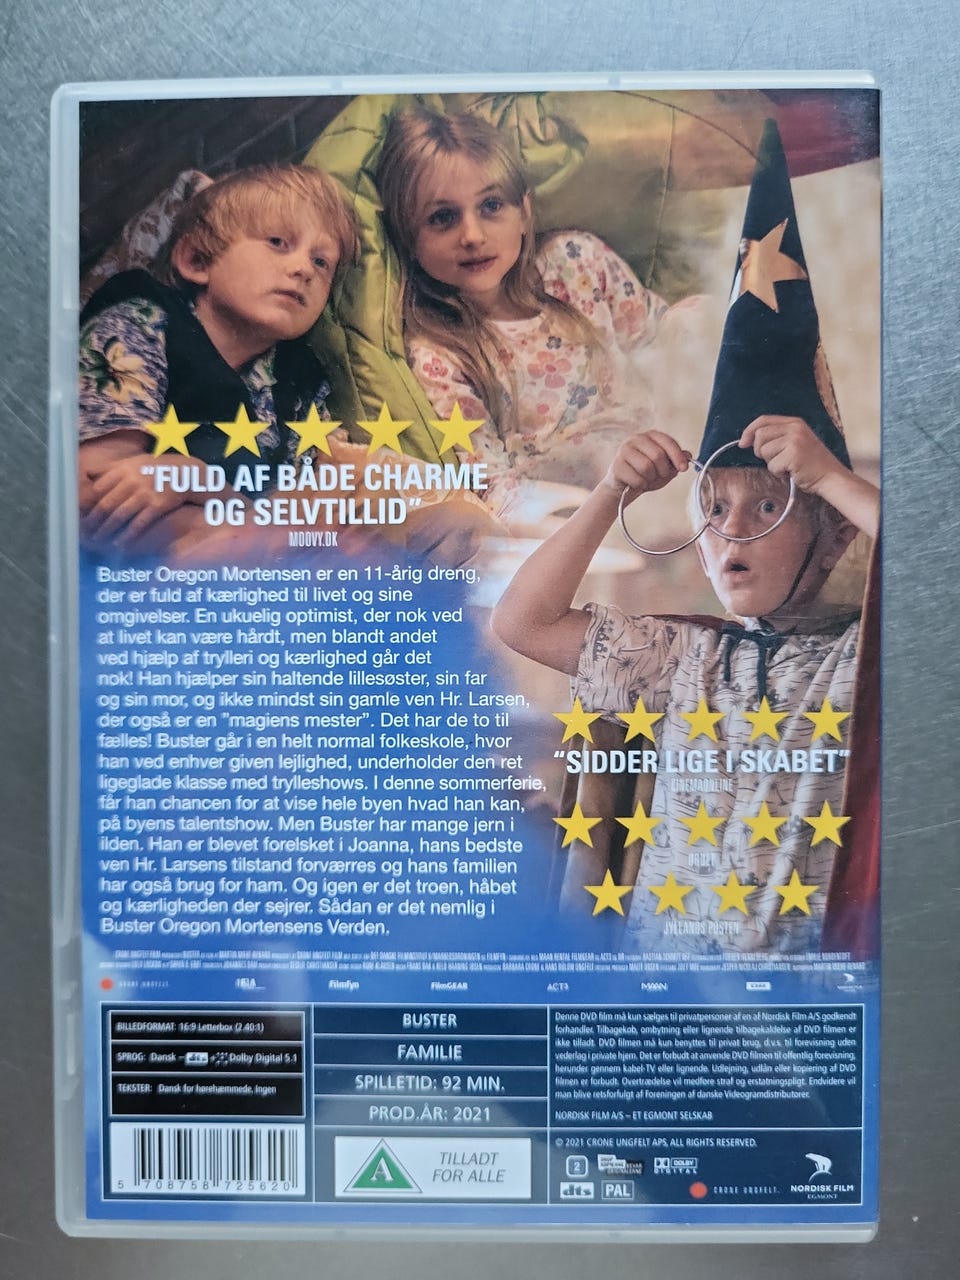 "FULD AF BÅDE CHARME
OG SELVTILLID"
MOOVY.DK
Buster Oregon Mortensen er en 11-årig dreng,
der er fuld af kærlighed til livet og sine
omgivelser. En ukuelig optimist, der nok ved
at livet kan være hårdt, men blandt andet
ved hjælp af trylleri og kærlighed går det
nok! Han hjælper sin haltende lillesøster, sin far
og sin mor, og ikke mindst sin gamle ven Hr. Larsen,
der også er en "magiens mester". Det har de to til
fælles! Buster går i en helt normal folkeskole, hvor
han ved enhver given lejlighed, underholder den ret
ligeglade klasse med trylleshows. I denne sommerferie,
får han chancen for at vise hele byen hvad han kan,
på byens talentshow. Men Buster har mange jern i
ilden. Han er blevet forelsket i Joanna, hans bedste
ven Hr. Larsens tilstand forværres og hans familien
har også brug for ham. Og igen er det troen, håbet
og kærligheden der sejrer. Sådan er det nemlig i
Buster Oregon Mortensens Verden.
"SIDDER LIGE I SKABET"
CINEMAONLINE
ORDET
JYLLANDS POSTEN
CRONE UNGFELT.
FilmFyn
FilmGEAR
ACT3
MAAN
BILLEDFORMAT: 16:9 Letterbox (2.40:1)
SPROG: Dansk – dts + Dolby Digital 5.1
TEKSTER: Dansk for hørehæmmede, Ingen
5 708758 725620
BUSTER
FAMILIE
SPILLETID: 92 MIN.
PROD.ÅR: 2021
A
TILLADT
FOR ALLE
Denne DVD film må kun sælges til privatpersoner af en af Nordisk Film A/S godkendt
forhandler. Tilbagekøb, ombytning eller lignende tilbagekaldelse af DVD filmen er
ikke tilladt. DVD filmen må kun benyttes til privat brug, d.v.s. til forevisning uden
vederlag i private hjem. Det er forbudt at anvende DVD filmen til offentlig forevisning,
herunder gennem kabel-TV eller lignende. Udlejning, udlån eller kopiering af DVD
filmen er forbudt. Overtrædelse vil medføre straf og erstatningspligt. Endvidere vil
man blive retsforfulgt af Foreningen af danske Videogramdistributører.
NORDISK FILM A/S – ET EGMONT SELSKAB
© 2021 CRONE UNGFELT APS, ALL RIGHTS RESERVED.
2
DOLBY
DIGITAL
dts
PAL
CRONE UNGFELT.
NORDISK FILM
EGMONT